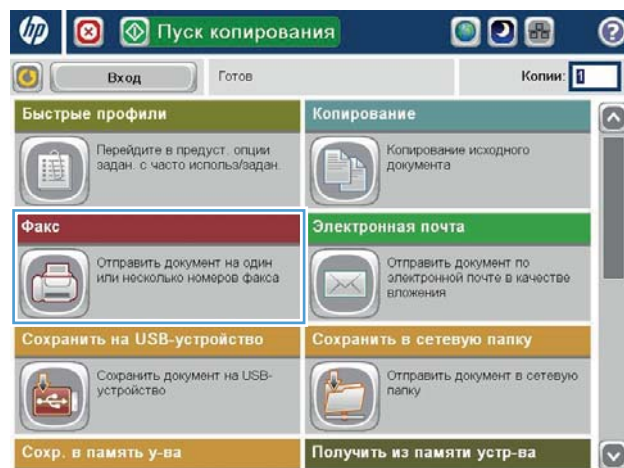 hp
Пуск копирования
?
Вход
Готов
Копии: 1
Быстрые профили
Перейдите в предуст. опции
задан. с часто использ/задан.
Копирование
Копирование исходного
документа
Факс
Отправить документ на один
или несколько номеров факса
Электронная почта
Отправить документ по
электронной почте в качестве
вложения
Сохранить на USB-устройство
Сохранить документ на USB-
устройство
Сохранить в сетевую папку
Отправить документ в сетевую
папку
Сохр. в память у-ва
Получить из памяти устр-ва